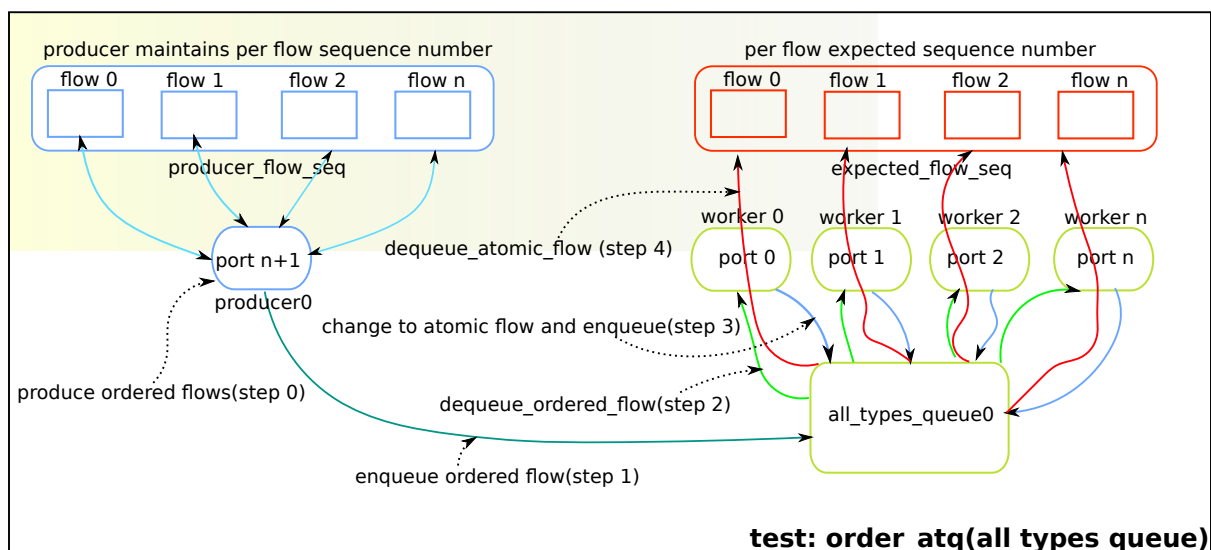 producer maintains per flow sequence number
per flow expected sequence number
flow 0
flow 1
flow 2
flow n
flow 0
flow 1
flow 2
flow n
producer_flow_seq
expected_flow_seq
worker 0
worker 1
worker 2
worker n
dequeue_atomic_flow (step 4)
port n+1
port 0
port 1
port 2
port n
producer0
change to atomic flow and enqueue(step 3)
produce ordered flows(step 0)
dequeue_ordered_flow(step 2)
all_types_queue0
enqueue ordered flow(step 1)
test: order_atq(all types queue)